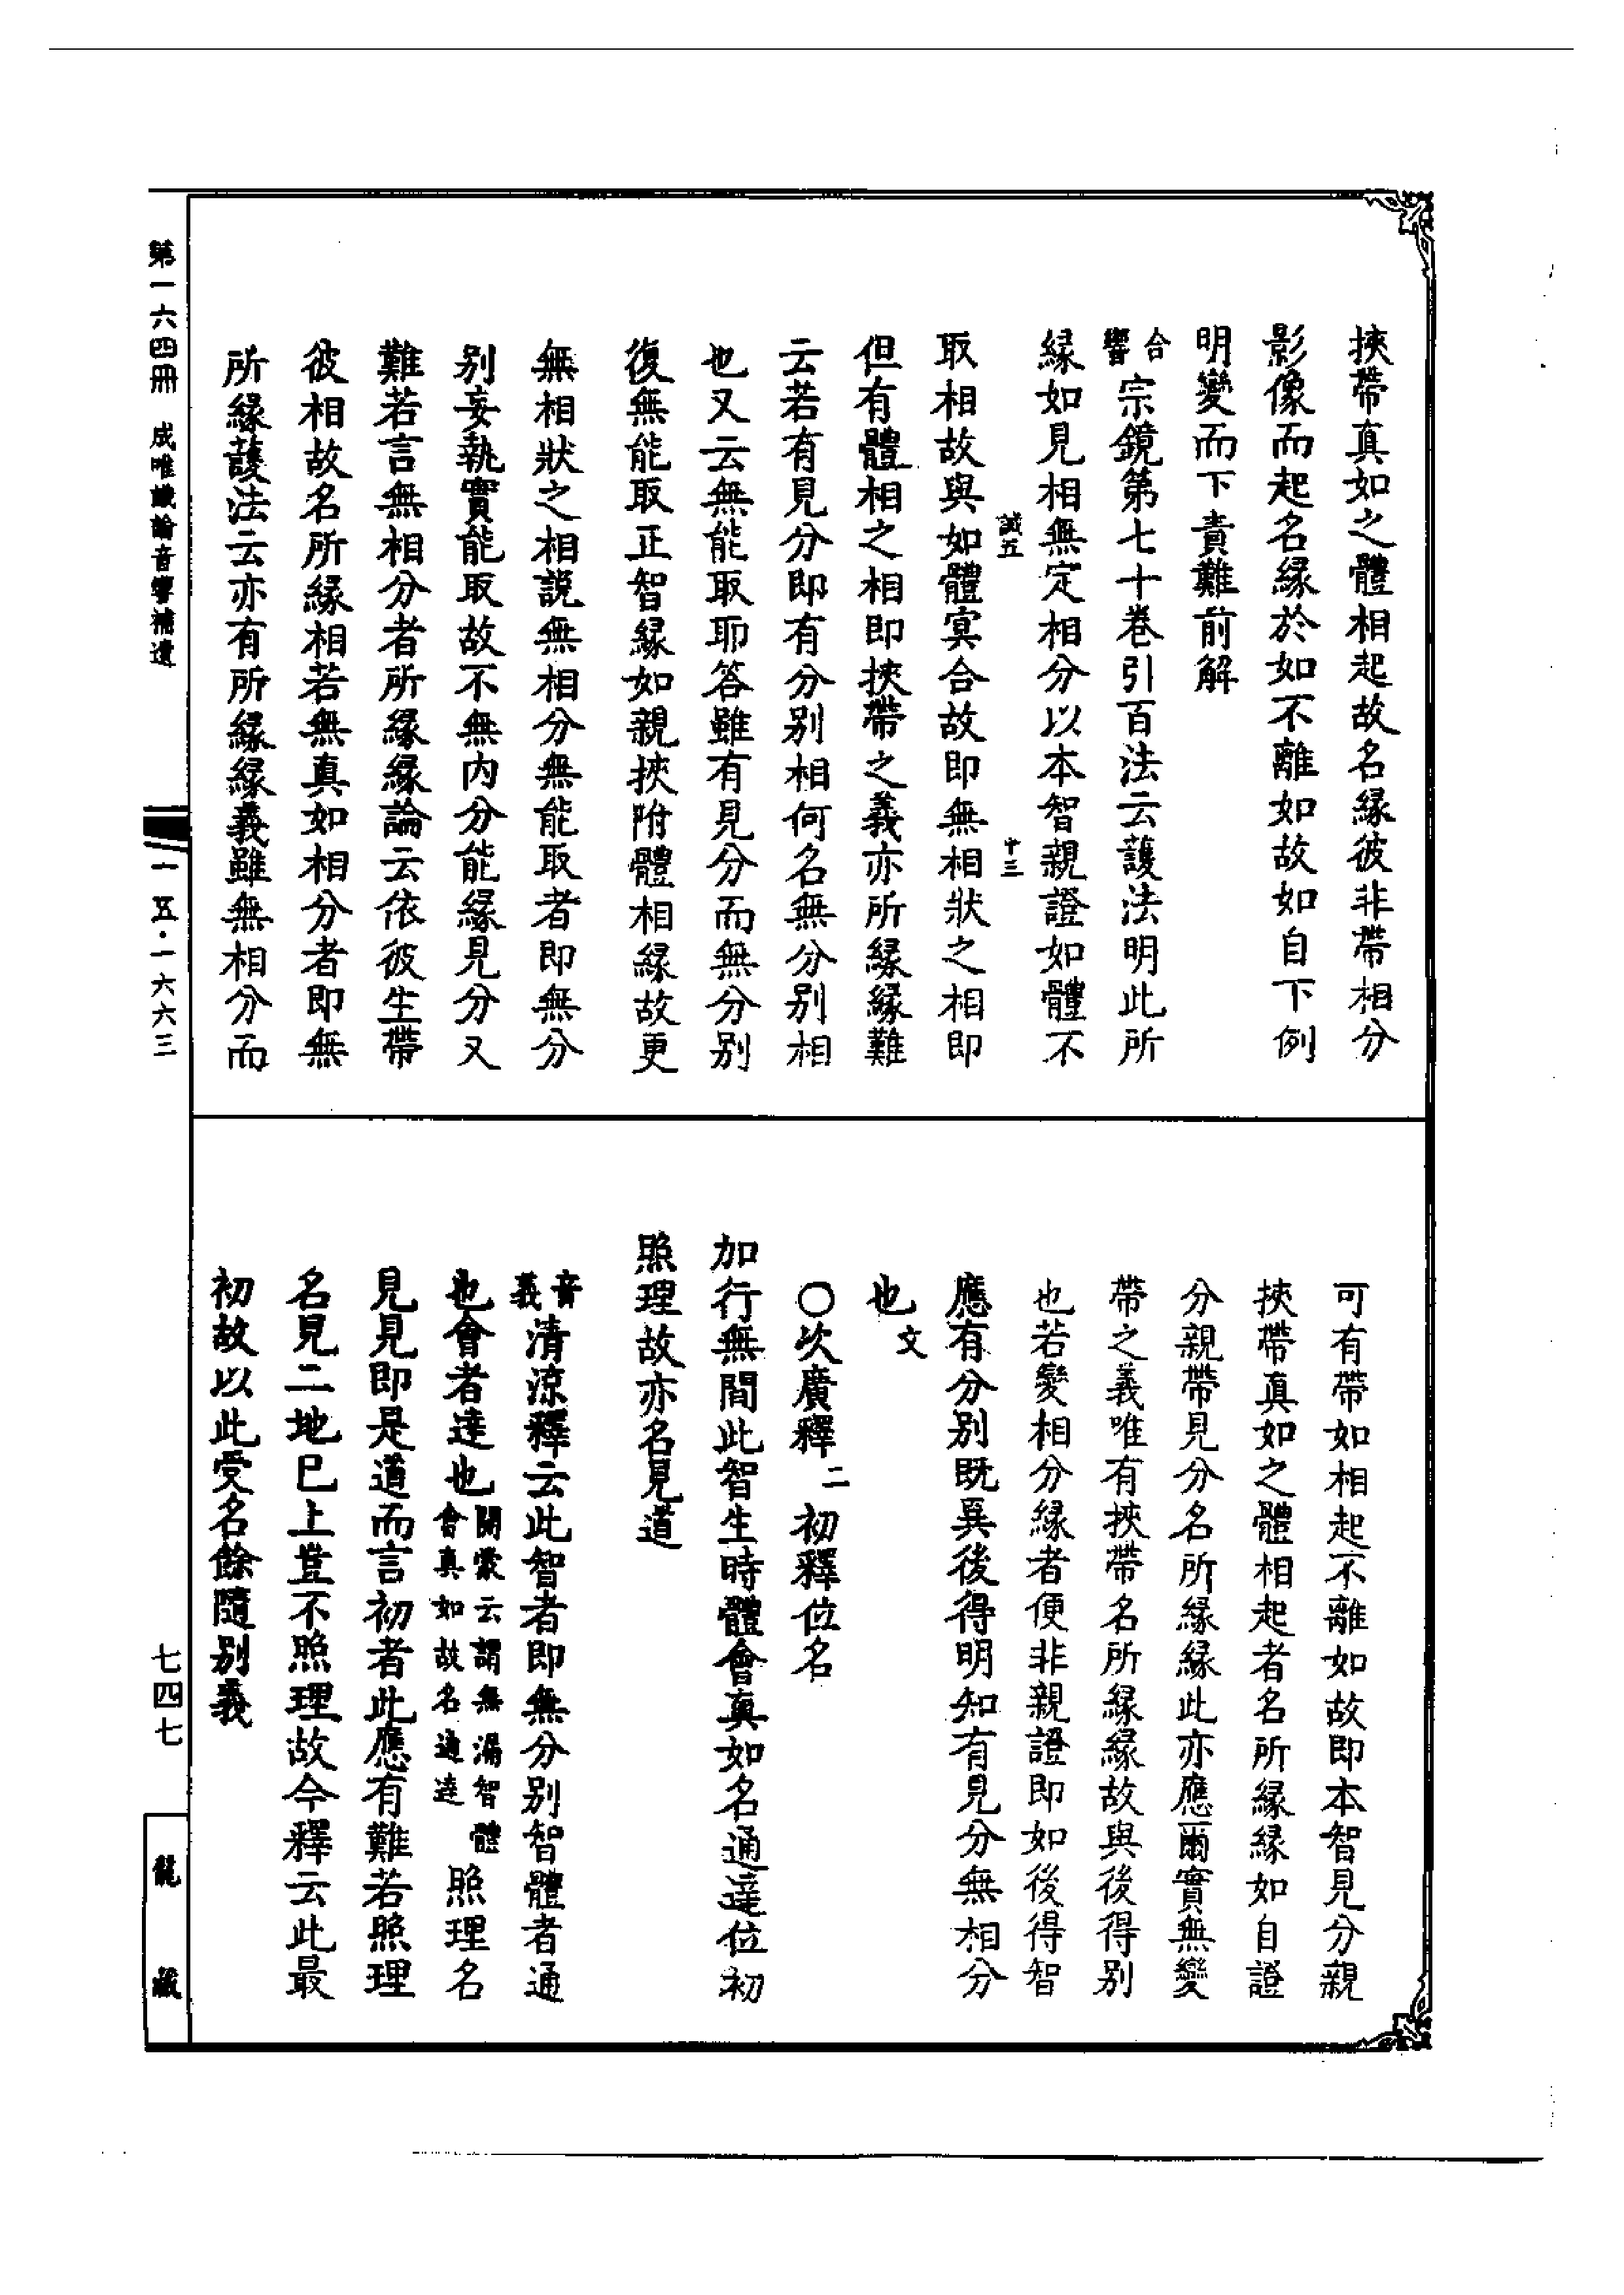 挾帶真如之體相起故名緣彼非帶相分
影像而起名緣於如不離如故如自下例
明變而下責難前解
合響宗鏡第七十卷引百法云護法明此所
緣如見相無定相分以本智親證如體不
誠五 十三
取相故與如體冥合故即無相狀之相即
但有體相之相即挾帶之義亦所緣緣難
云若有見分即有分别相何名無分别相
也又云無能取耶答雖有見分而無分别
復無能取正智緣如親挾附體相緣故更
無相狀之相説無相分無能取者即無分
别妄執實能取故不無内分能緣見分又
難若言無相分者所緣緣論云依彼生帶
彼相故名所緣相若無真如相分者即無
所緣護法云亦有所緣緣義雖無相分而
可有帶如相起不離如故即本智見分親
挾帶真如之體相起者名所緣緣如自證
分親帶見分名所緣緣此亦應爾實無變
帶之義唯有挾帶名所緣緣故與後得别
也若變相分緣者便非親證即如後得智
應有分别既異後得明知有見分無相分
也文
〇次廣釋二 初釋位名
加行無間此智生時體會真如名通達位初
照理故亦名見道
音義清涼釋云此智者即無分别智體者通
也會者達也開蒙云謂無漏智體會真如故名通達照理名
見見即是道而言初者此應有難若照理
名見二地已上豈不照理故今釋云此最
初故以此受名餘隨别義
第一六四冊 成唯識論音響補遺
一五·一六六三
七四七
龍藏